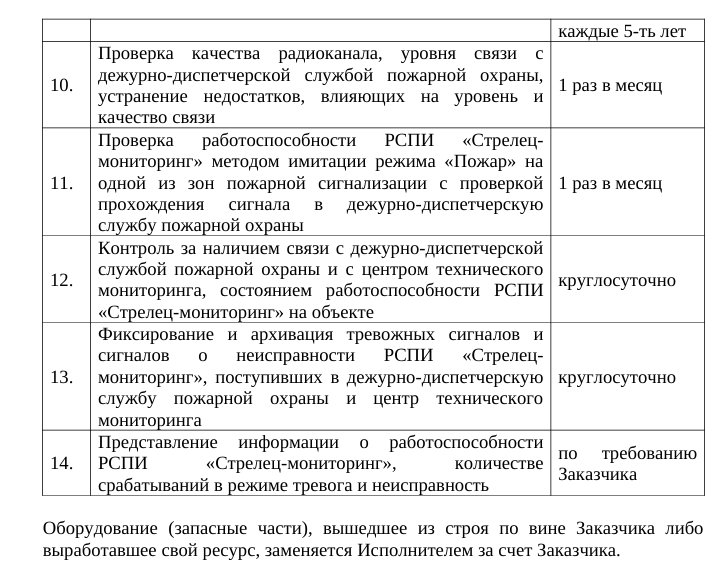 каждые 5-ть лет
10.
Проверка качества радиоканала, уровня связи с
дежурно-диспетчерской службой пожарной охраны,
устранение недостатков, влияющих на уровень и
качество связи
1 раз в месяц
11.
Проверка работоспособности РСПИ «Стрелец-
мониторинг» методом имитации режима «Пожар» на
одной из зон пожарной сигнализации с проверкой
прохождения сигнала в дежурно-диспетчерскую
службу пожарной охраны
1 раз в месяц
12.
Контроль за наличием связи с дежурно-диспетчерской
службой пожарной охраны и с центром технического
мониторинга, состоянием работоспособности РСПИ
«Стрелец-мониторинг» на объекте
круглосуточно
13.
Фиксирование и архивация тревожных сигналов и
сигналов о неисправности РСПИ «Стрелец-
мониторинг», поступивших в дежурно-диспетчерскую
службу пожарной охраны и центр технического
мониторинга
круглосуточно
14.
Представление информации о работоспособности
РСПИ «Стрелец-мониторинг», количестве
срабатываний в режиме тревога и неисправность
по требованию
Заказчика
Оборудование (запасные части), вышедшее из строя по вине Заказчика либо
выработавшее свой ресурс, заменяется Исполнителем за счет Заказчика.